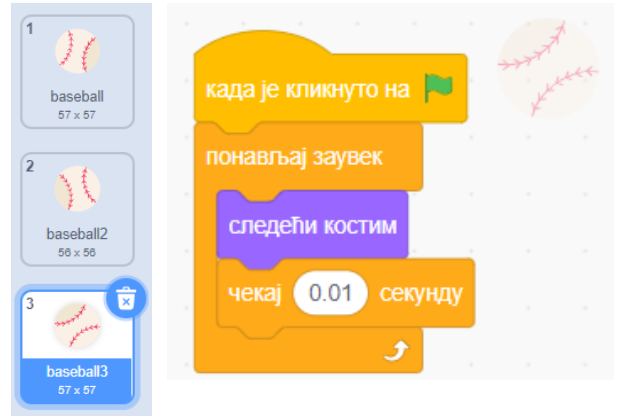 1
baseball
57 x 57
2
baseball2
56 x 56
3
baseball3
57 x 57
када је кликнуто на
понављај заувек
следећи костим
чекај 0.01 секунду